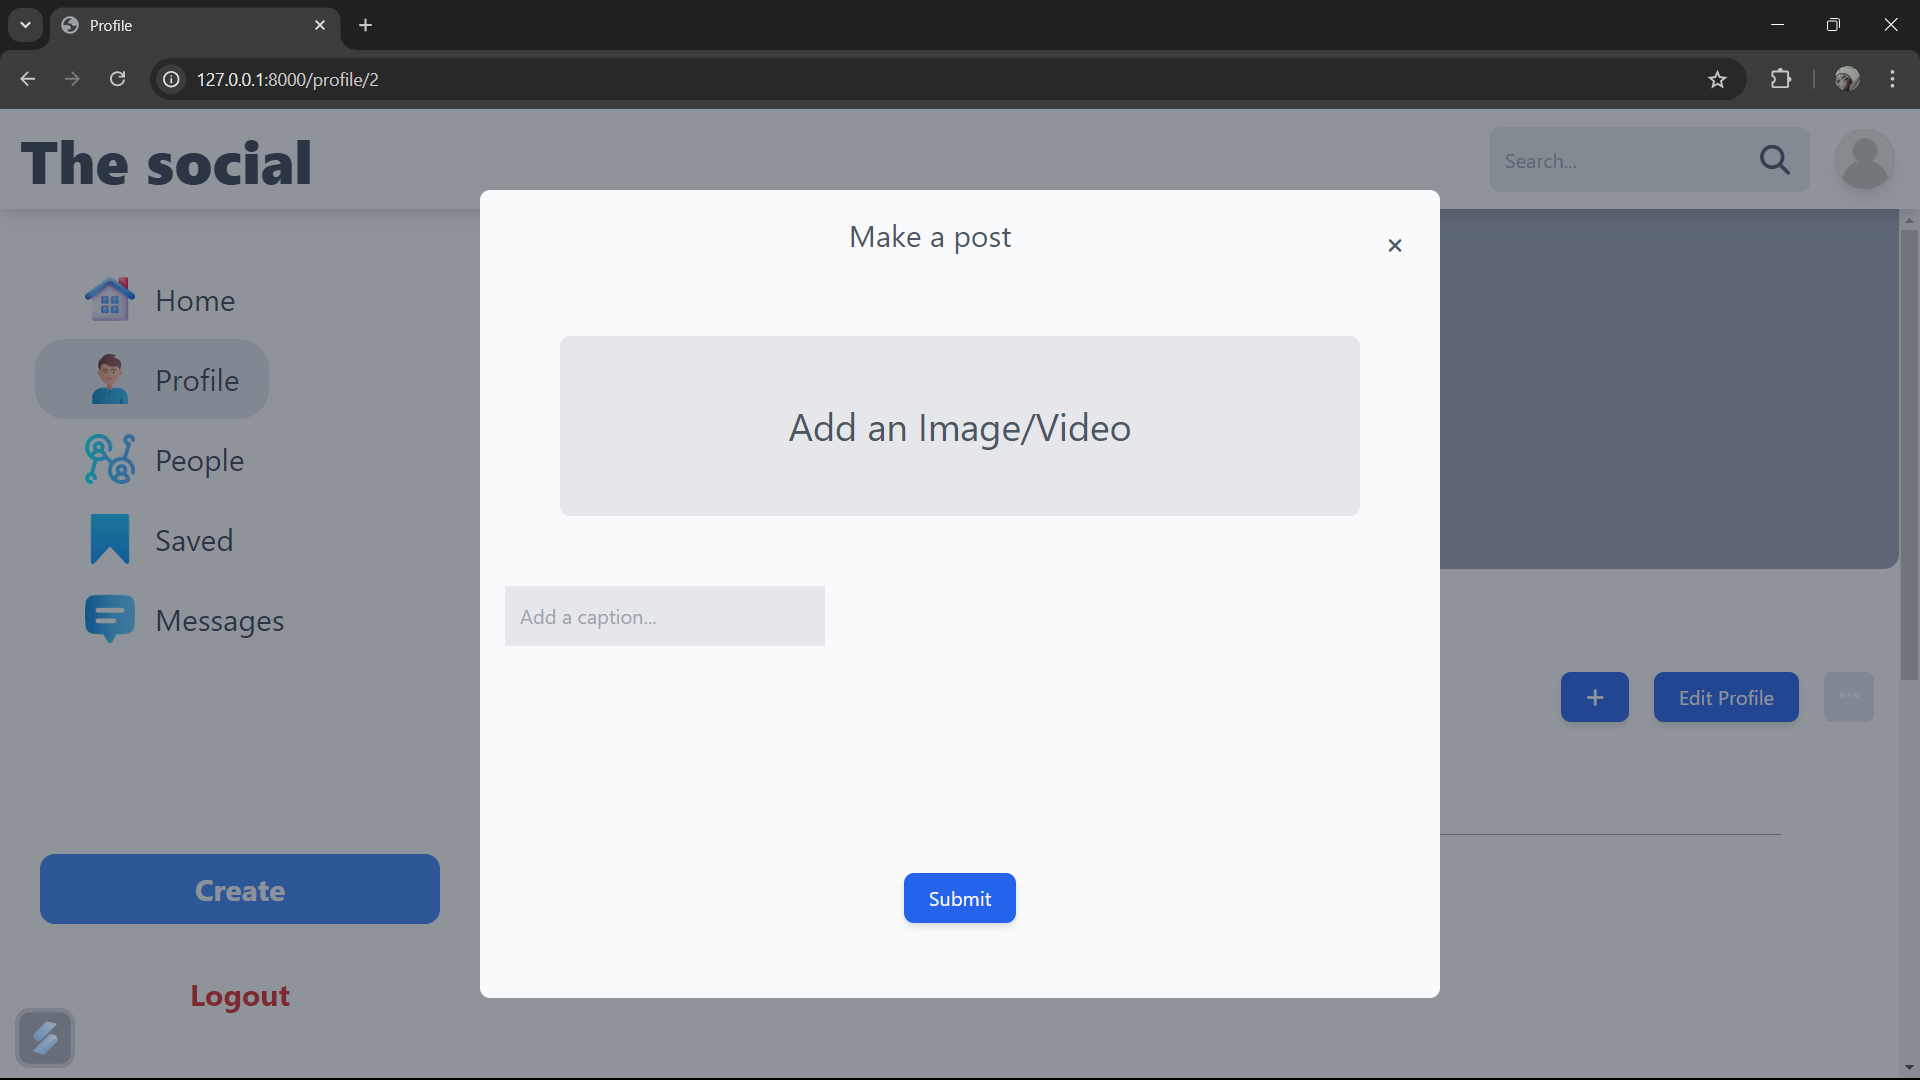 Profile
127.0.0.1:8000/profile/2
The social
Search...
Make a post
Home
Profile
People
Saved
Messages
Add an Image/Video
Add a caption...
Edit Profile
Create
Submit
Logout